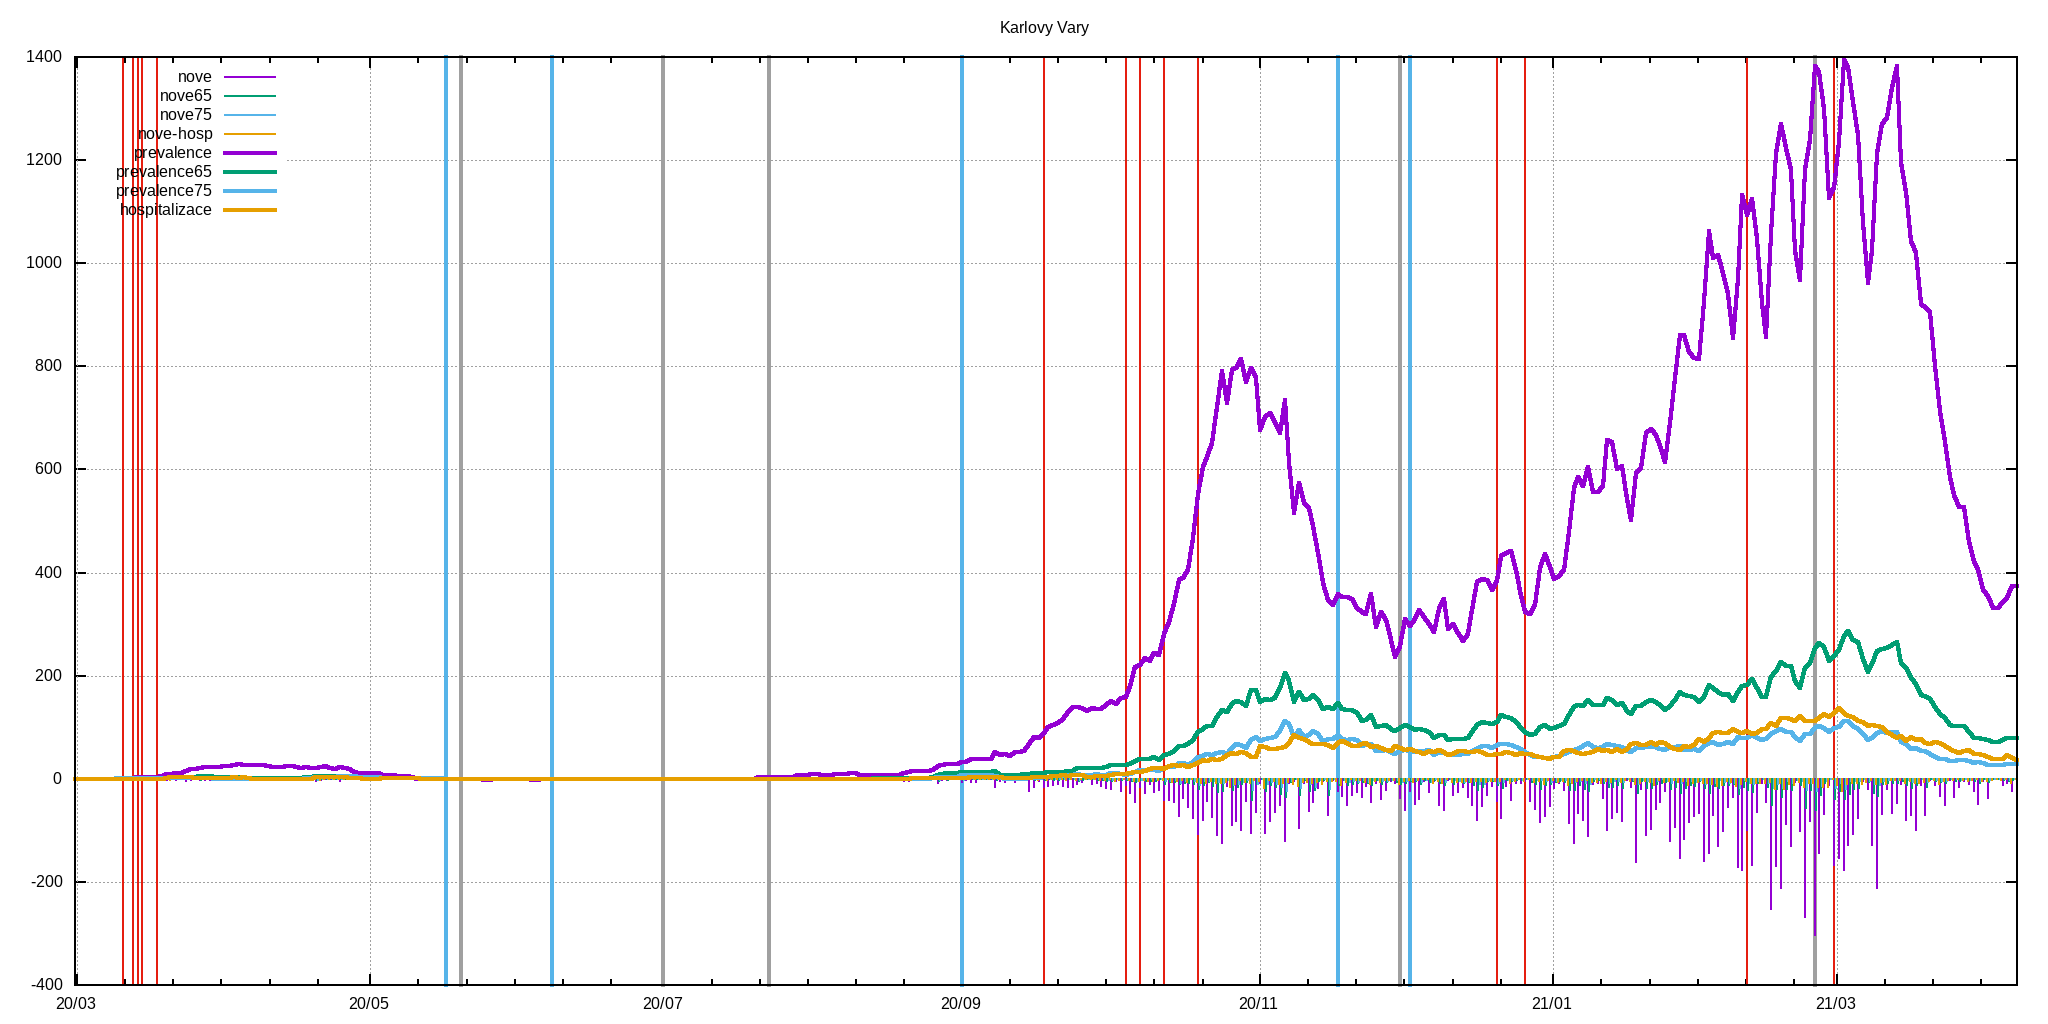 Karlovy Vary
1400
1200
1000
800
600
400
200
0
-200
-400
nove
nove65
nove75
nove-hosp
prevalence
prevalence65
prevalence75
hospitalizace
20/03
20/05
20/07
20/09
20/11
21/01
21/03